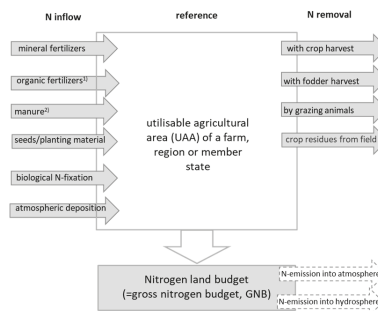 N inflow
reference
N removal
mineral fertilizers
organic fertilizers1)
manure2)
seeds/planting material
biological N-fixation
atmospheric deposition
utilisable agricultural
area (UAA) of a farm,
region or member
state
with crop harvest
with fodder harvest
by grazing animals
crop residues from field
Nitrogen land budget
(=gross nitrogen budget, GNB)
N-emission into atmosphere
N-emission into hydrosphere